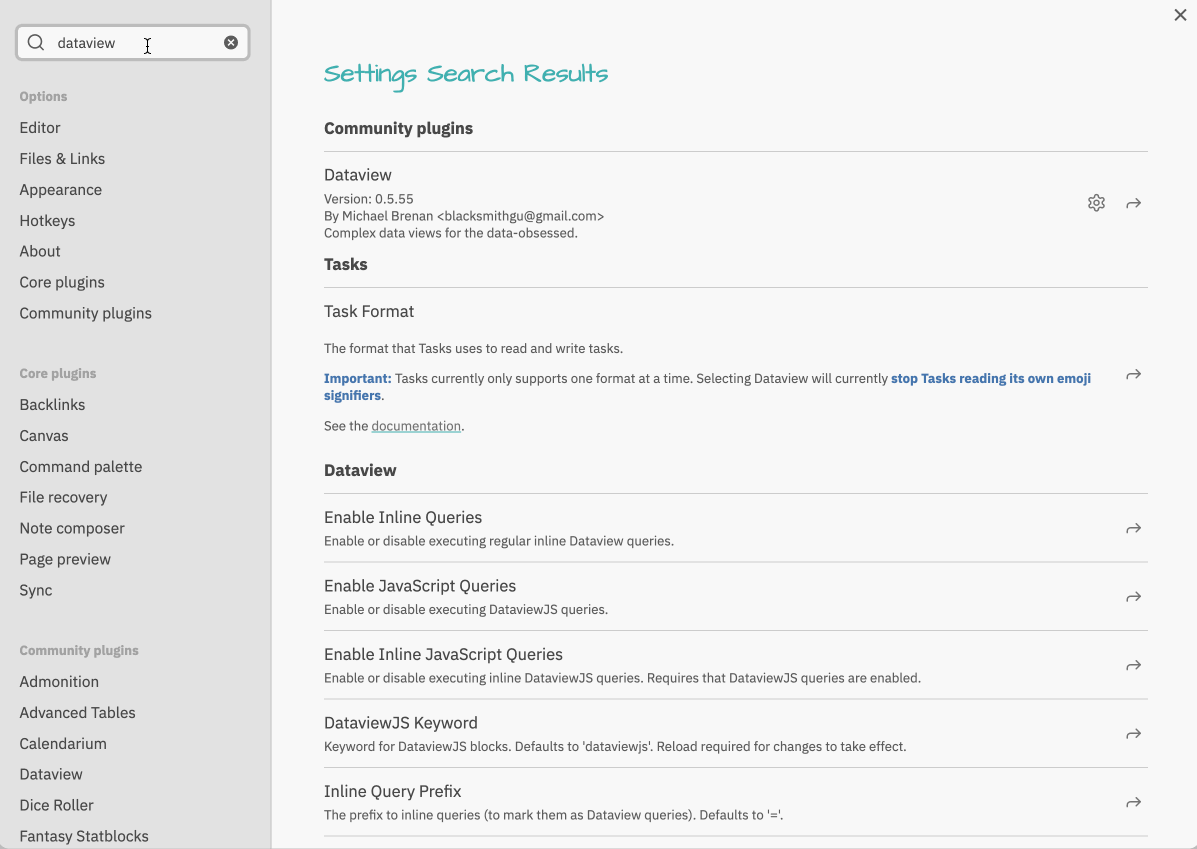 dataview
Options
Editor
Files & Links
Appearance
Hotkeys
About
Core plugins
Community plugins
Core plugins
Backlinks
Canvas
Command palette
File recovery
Note composer
Page preview
Sync
Community plugins
Admonition
Advanced Tables
Calendarium
Dataview
Dice Roller
Fantasy Statblocks
Settings Search Results
Community plugins
Dataview
Version: 0.5.55
By Michael Brenan <blacksmithgu@gmail.com>
Complex data views for the data-obsessed.
Tasks
Task Format
The format that Tasks uses to read and write tasks.
Important: Tasks currently only supports one format at a time. Selecting Dataview will currently stop Tasks reading its own emoji
signifiers.
See the documentation.
Dataview
Enable Inline Queries
Enable or disable executing regular inline Dataview queries.
Enable JavaScript Queries
Enable or disable executing DataviewJS queries.
Enable Inline JavaScript Queries
Enable or disable executing inline DataviewJS queries. Requires that DataviewJS queries are enabled.
DataviewJS Keyword
Keyword for DataviewJS blocks. Defaults to 'dataviewjs'. Reload required for changes to take effect.
Inline Query Prefix
The prefix to inline queries (to mark them as Dataview queries). Defaults to '='.